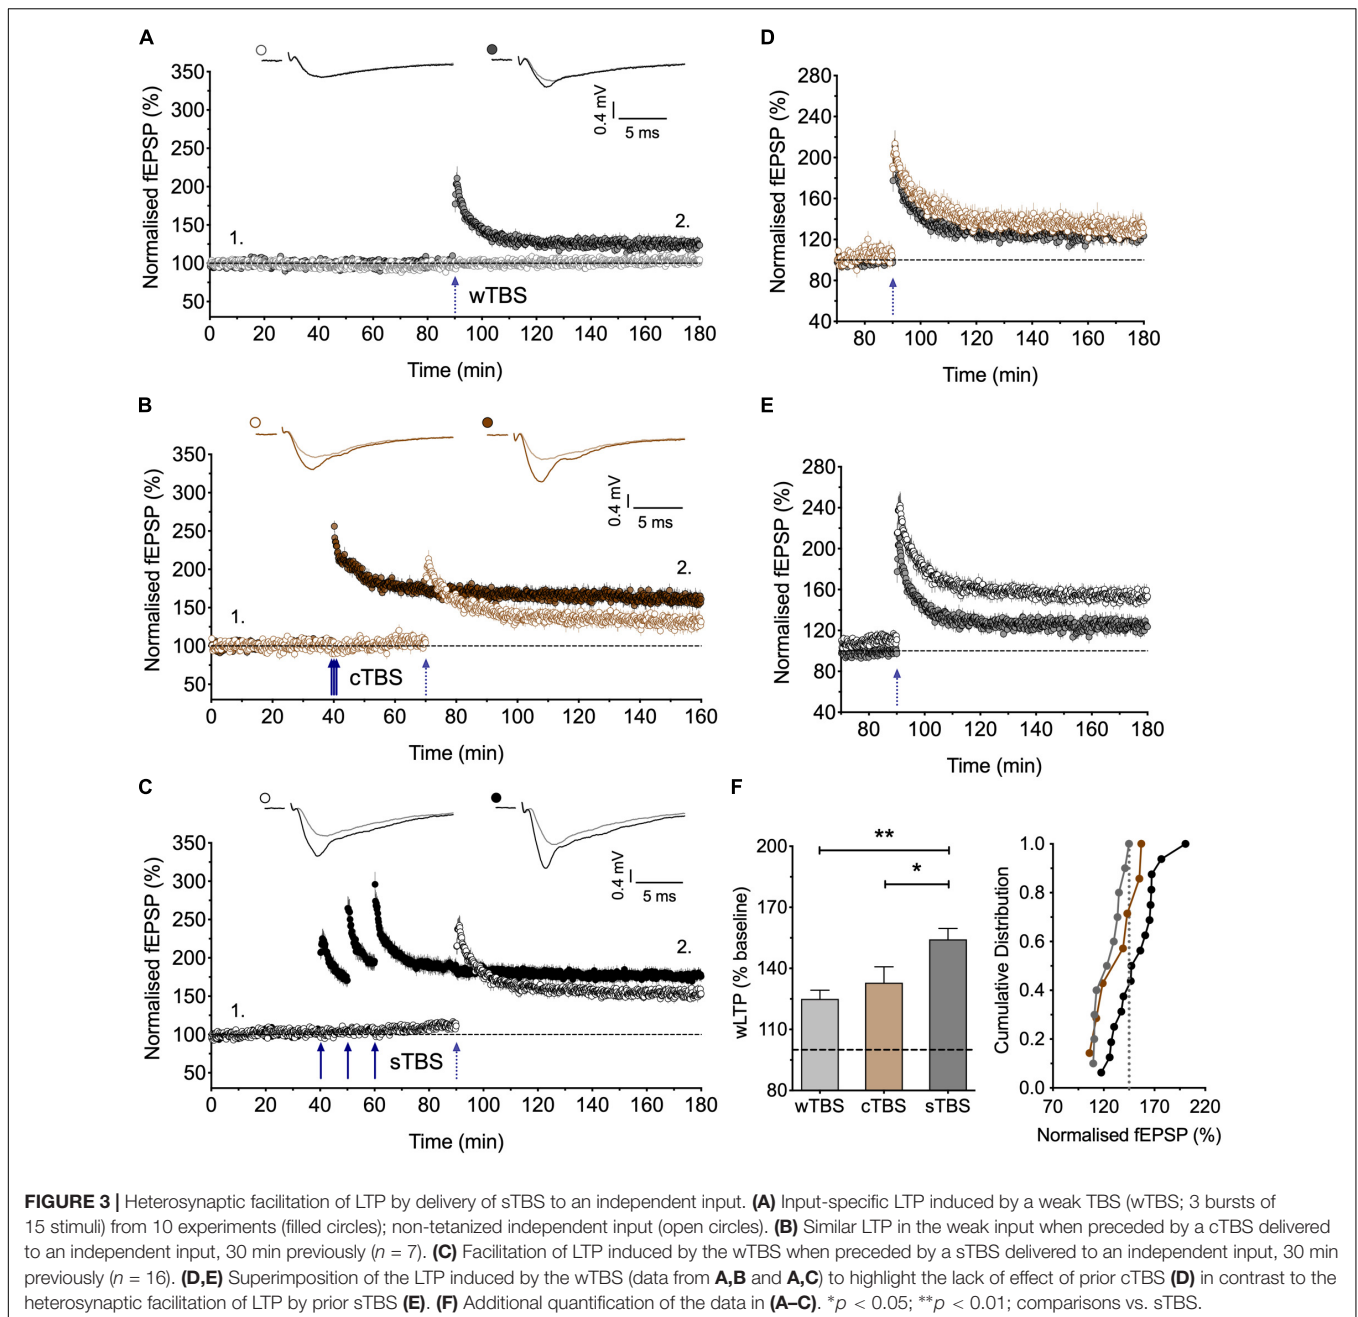 A
350
300
250
200
150
100
50
Normalised fEPSP (%)
0.4 mV
5 ms
1.
2.
wTBS
0 20 40 60 80 100 120 140 160 180
Time (min)
D
280
240
200
160
120
80
40
Normalised fEPSP (%)
80 100 120 140 160 180
Time (min)
B
350
300
250
200
150
100
50
Normalised fEPSP (%)
0.4 mV
5 ms
1.
2.
cTBS
0 20 40 60 80 100 120 140 160
Time (min)
E
280
240
200
160
120
80
40
Normalised fEPSP (%)
80 100 120 140 160 180
Time (min)
C
350
300
250
200
150
100
50
Normalised fEPSP (%)
0.4 mV
5 ms
1.
2.
sTBS
0 20 40 60 80 100 120 140 160 180
Time (min)
F
200
170
140
110
80
wLTP (% baseline)
**
*
wTBS cTBS sTBS
1.0
0.8
0.6
0.4
0.2
0.0
Cumulative Distribution
70 120 170 220
Normalised fEPSP (%)
FIGURE 3 | Heterosynaptic facilitation of LTP by delivery of sTBS to an independent input. (A) Input-specific LTP induced by a weak TBS (wTBS; 3 bursts of
15 stimuli) from 10 experiments (filled circles); non-tetanized independent input (open circles). (B) Similar LTP in the weak input when preceded by a cTBS delivered
to an independent input, 30 min previously (n = 7). (C) Facilitation of LTP induced by the wTBS when preceded by a sTBS delivered to an independent input, 30 min
previously (n = 16). (D,E) Superimposition of the LTP induced by the wTBS (data from A,B and A,C) to highlight the lack of effect of prior cTBS (D) in contrast to the
heterosynaptic facilitation of LTP by prior sTBS (E). (F) Additional quantification of the data in (A–C). *p < 0.05; **p < 0.01; comparisons vs. sTBS.